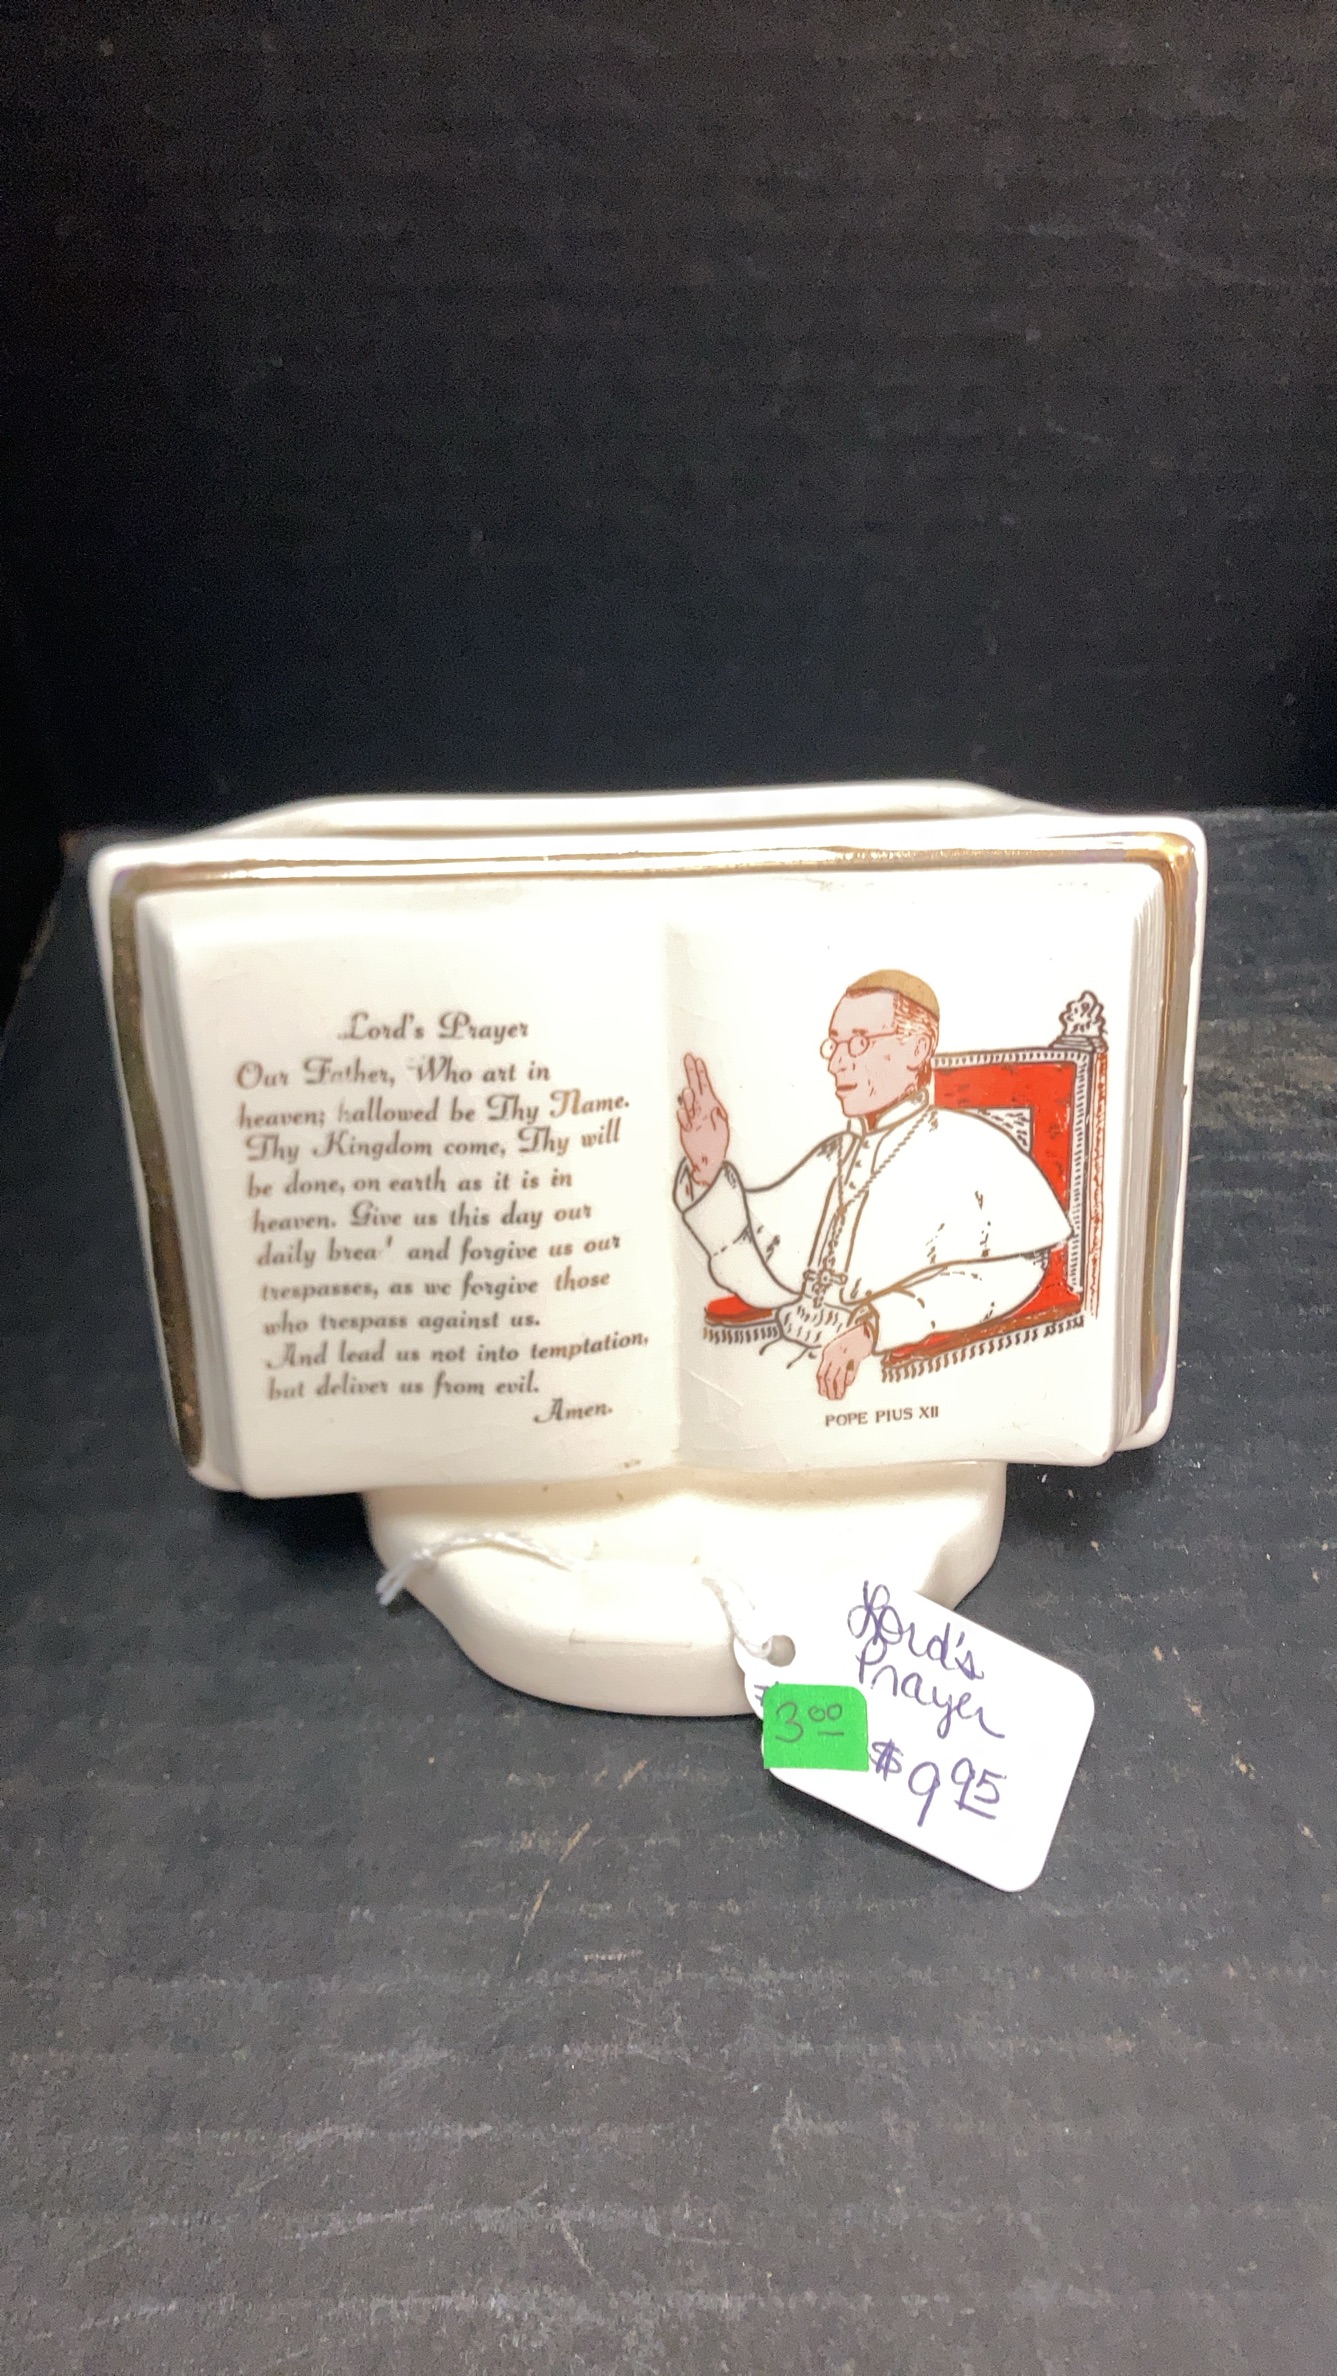 Lord's Prayer
Our Father, Who art in
heaven; hallowed be Thy Name.
Thy Kingdom come, Thy will
be done, on earth as it is in
heaven. Give us this day our
daily brea' and forgive us our
trespasses, as we forgive those
who trespass against us.
And lead us not into temptation,
but deliver us from evil.
Amen.
POPE PIUS XII
Lord's
Prayer
3 00
$9 95